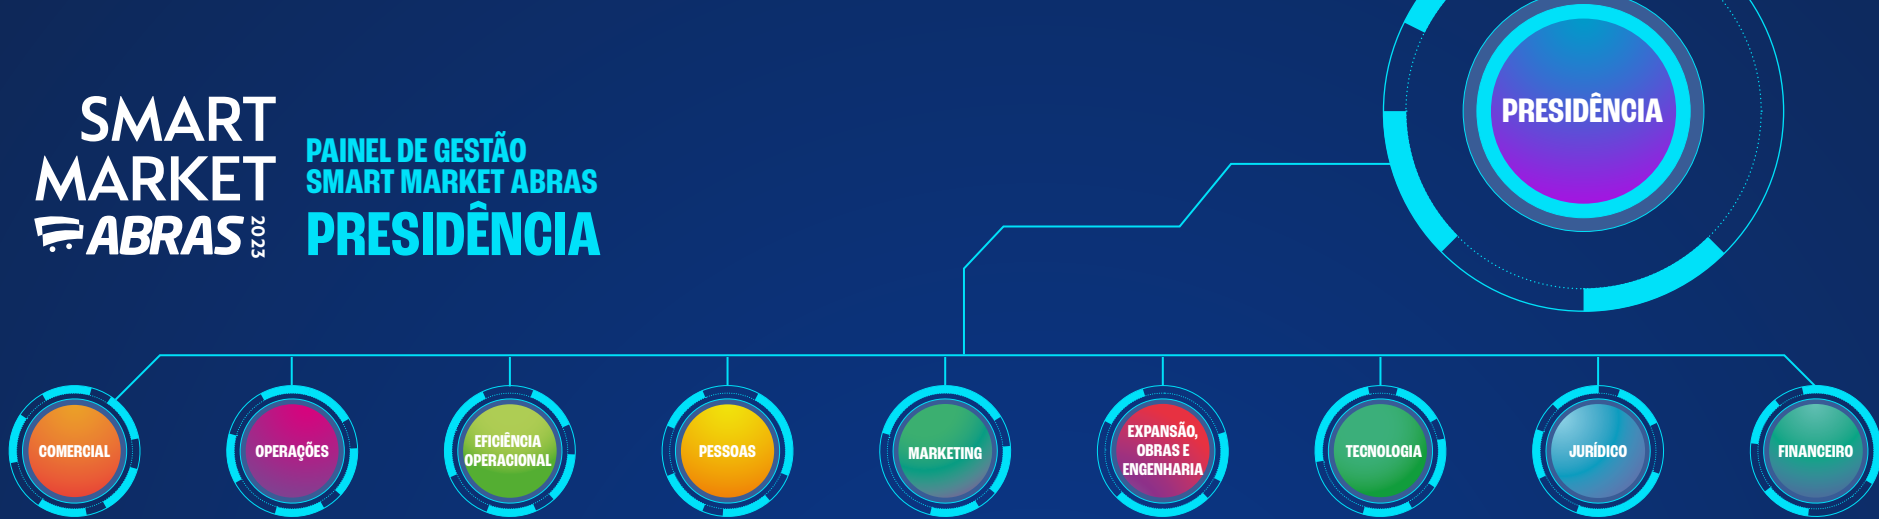 SMART
MARKET
ABRAS 2023
PAINEL DE GESTÃO
SMART MARKET ABRAS
PRESIDÊNCIA
PRESIDÊNCIA
COMERCIAL
OPERAÇÕES
EFICIÊNCIA
OPERACIONAL
PESSOAS
MARKETING
EXPANSÃO,
OBRAS E
ENGENHARIA
TECNOLOGIA
JURÍDICO
FINANCEIRO